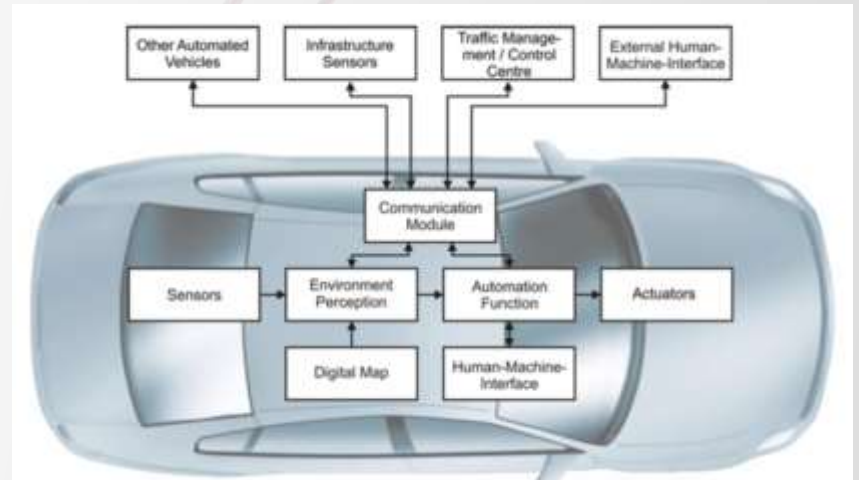 Other Automated
Vehicles
Infrastructure
Sensors
Traffic Manage-
ment / Control
Centre
External Human-
Machine-Interface
Communication
Module
Sensors
Environment
Perception
Automation
Function
Actuators
Digital Map
Human-Machine-
Interface